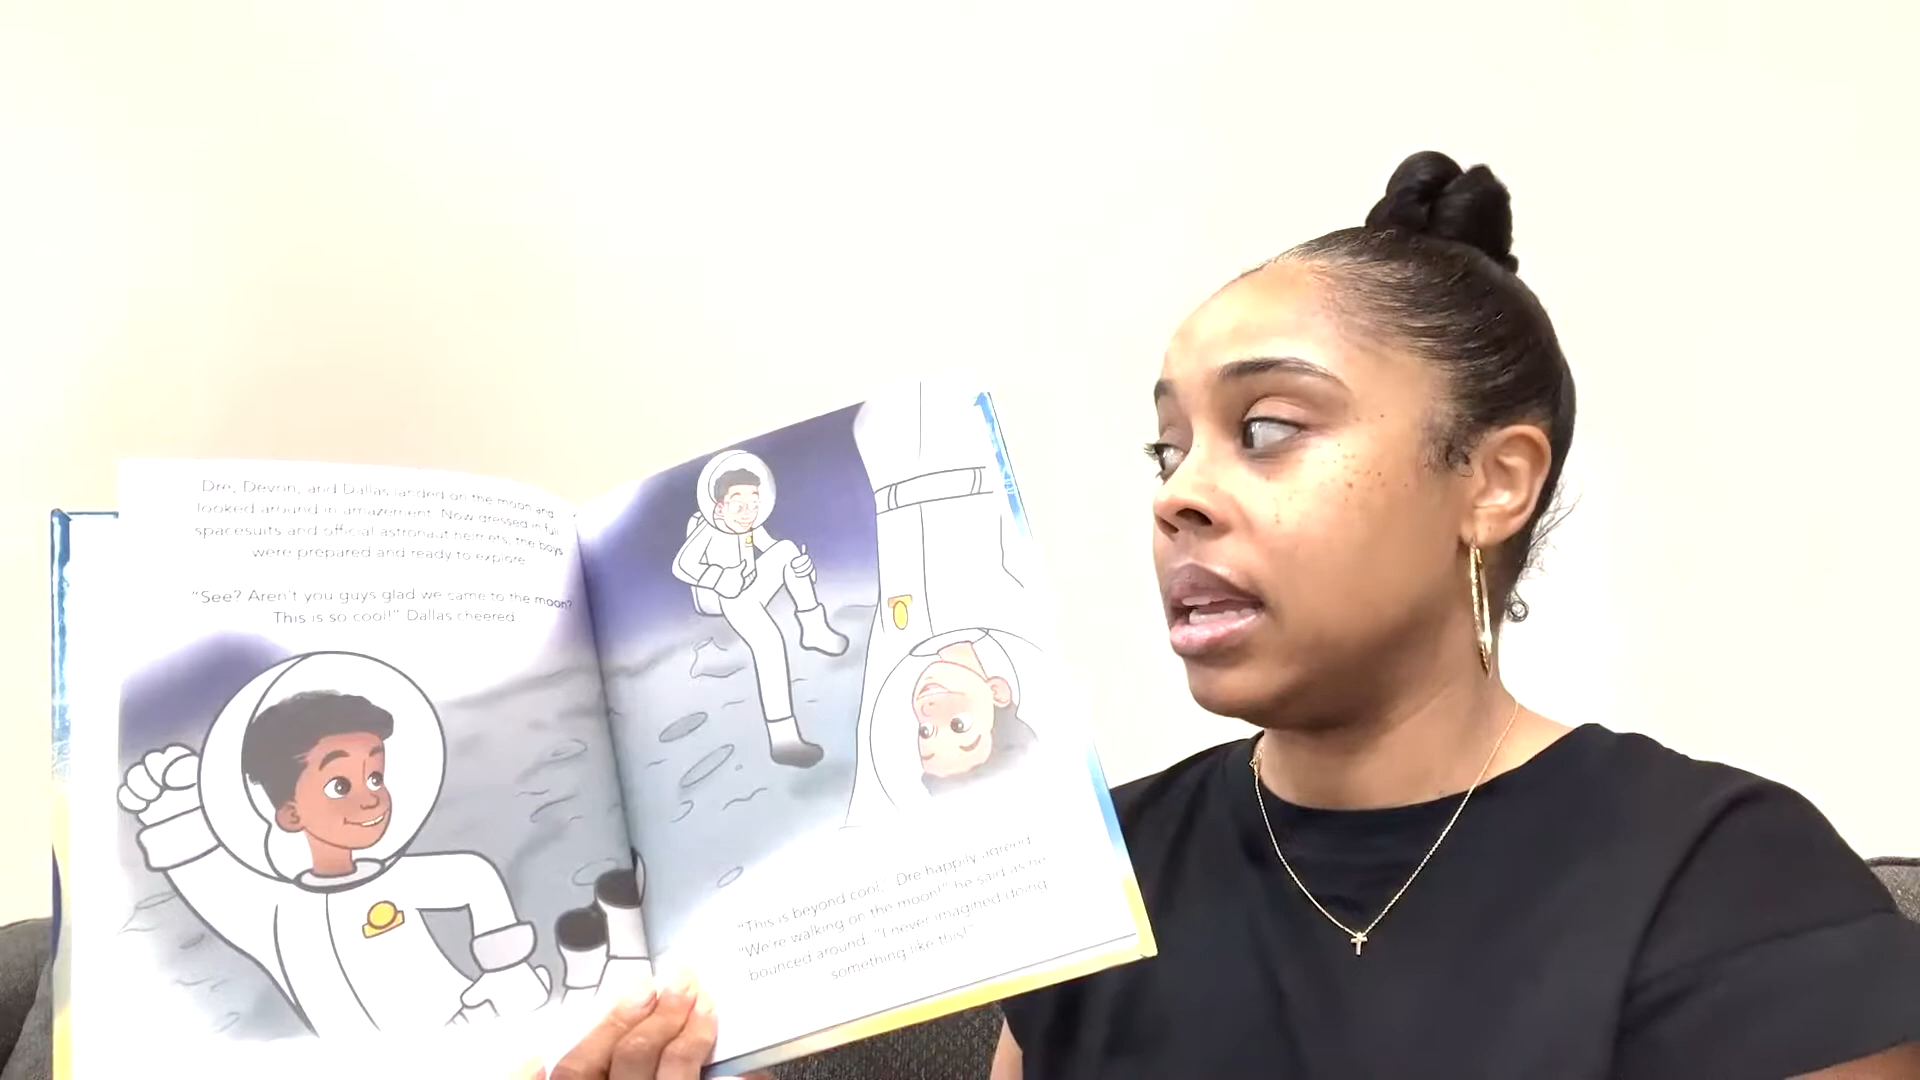 Dre, Devon, and Dallas landed on the moon and
looked around in amazement. Now dressed in full
spacesuits and official astronaut helmets, the boys
were prepared and ready to explore.
"See? Aren't you guys glad we came to the moon?
This is so cool!" Dallas cheered.
"This is beyond cool," Dre happily agreed.
"We're walking on the moon!" he said as he
bounced around. "I never imagined doing
something like this!"